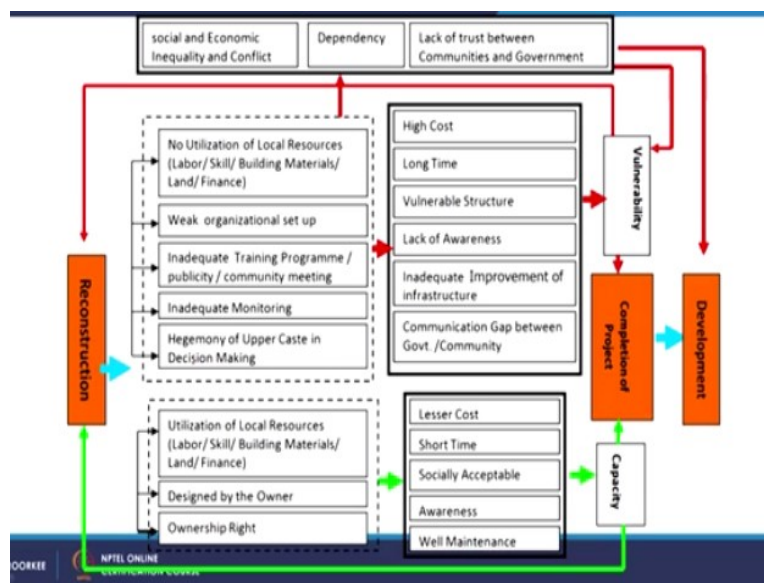 social and Economic
Inequality and Conflict
Dependency
Lack of trust between
Communities and Government
No Utilization of Local Resources
(Labor/ Skill/ Building Materials/
Land/ Finance)
Weak organizational set up
Inadequate Training Programme /
publicity / community meeting
Inadequate Monitoring
Hegemony of Upper Caste in
Decision Making
High Cost
Long Time
Vulnerable Structure
Lack of Awareness
Inadequate Improvement of
infrastructure
Communication Gap between
Govt. /Community
Vulnerability
Reconstruction
Completion of
Project
Development
Utilization of Local Resources
(Labor/ Skill/ Building Materials/
Land/ Finance)
Designed by the Owner
Ownership Right
Lesser Cost
Short Time
Socially Acceptable
Awareness
Well Maintenance
Capacity
OORKEE
NPTEL ONLINE
CERTIFICATION COURSE